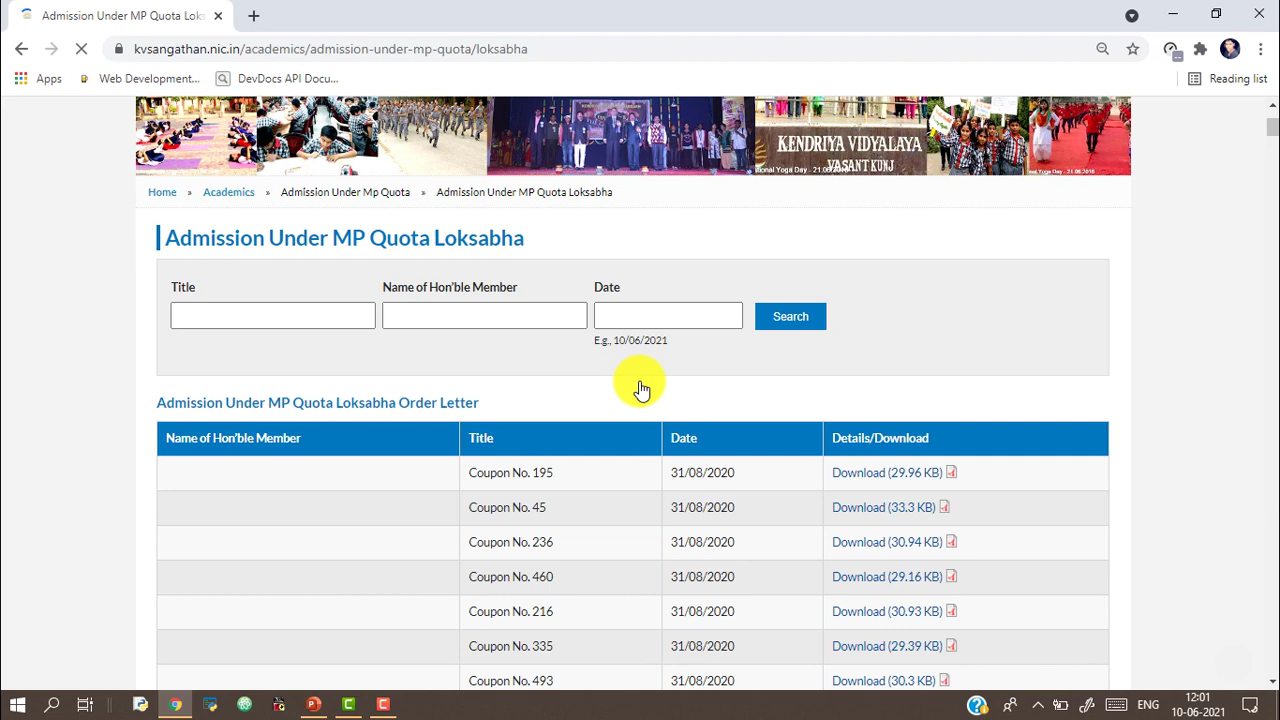 Admission Under MP Quota Lok
kvsangathan.nic.in/academics/admission-under-mp-quota/loksabha
Apps Web Development... DevDocs API Docu... Reading list
KENDRIYA VIDYALAYA
VASANT KUNJ
ional Yoga Day - 21.06.2016
Home » Academics » Admission Under Mp Quota » Admission Under MP Quota Loksabha
Admission Under MP Quota Loksabha
Title Name of Hon'ble Member Date
Search
E.g., 10/06/2021
Admission Under MP Quota Loksabha Order Letter
Name of Hon'ble Member Title Date Details/Download
Coupon No. 195 31/08/2020 Download (29.96 KB)
Coupon No. 45 31/08/2020 Download (33.3 KB)
Coupon No. 236 31/08/2020 Download (30.94 KB)
Coupon No. 460 31/08/2020 Download (29.16 KB)
Coupon No. 216 31/08/2020 Download (30.93 KB)
Coupon No. 335 31/08/2020 Download (29.39 KB)
Coupon No. 493 31/08/2020 Download (30.3 KB)
ENG 12:01
10-06-2021